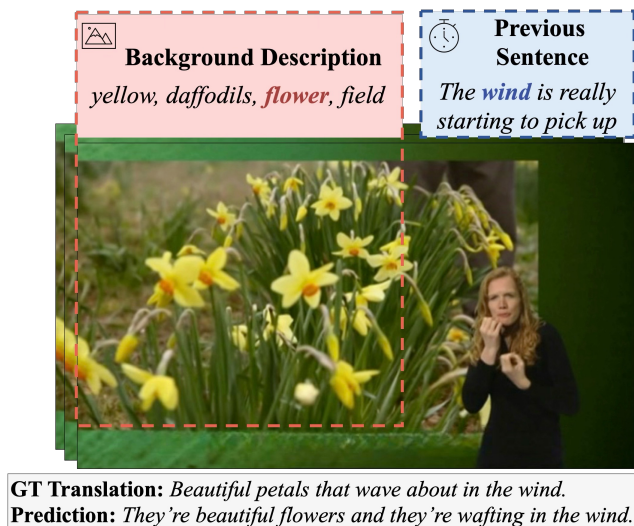 Background Description
yellow, daffodils, flower, field
Previous
Sentence
The wind is really
starting to pick up
GT Translation: Beautiful petals that wave about in the wind.
Prediction: They're beautiful flowers and they're wafting in the wind.